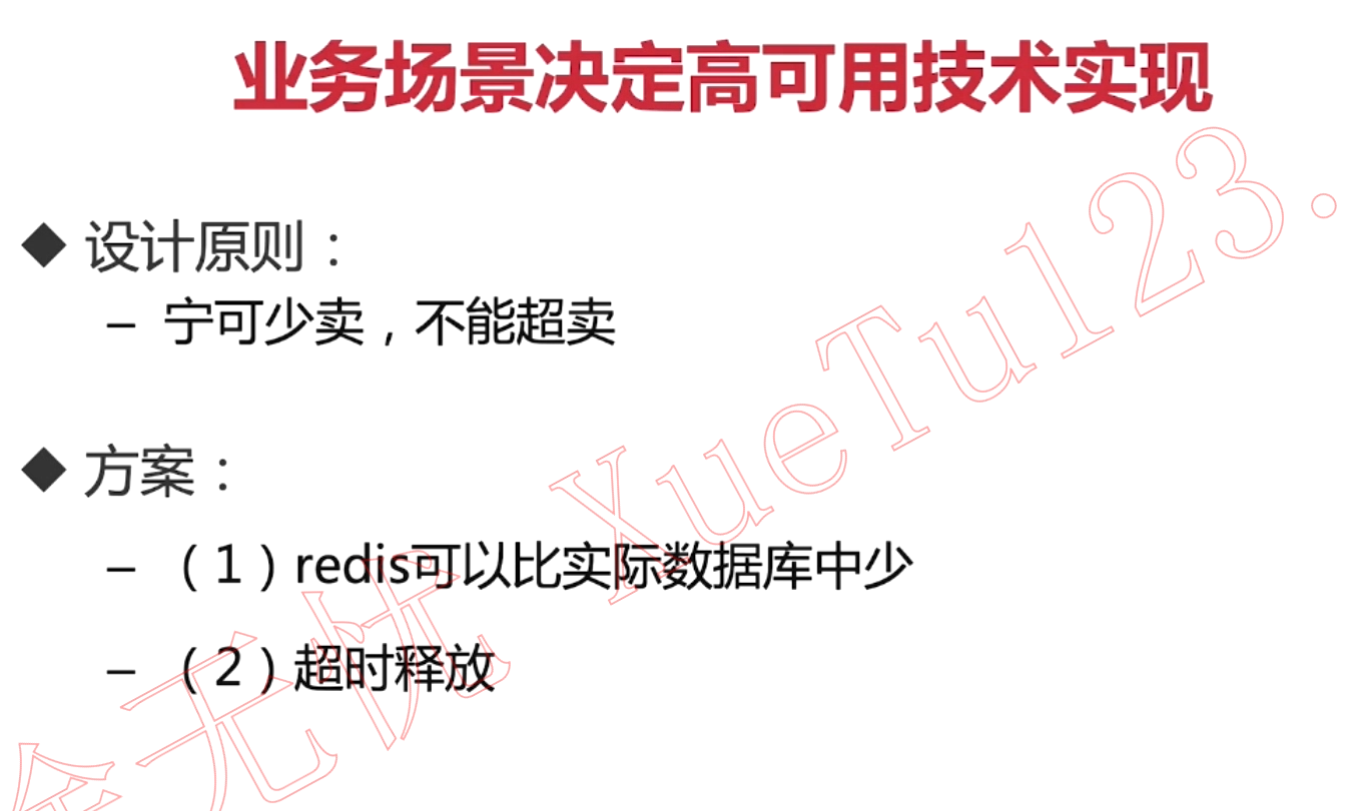 业务场景决定高可用技术实现
◆ 设计原则：
– 宁可少卖，不能超卖
◆ 方案：
– （1）redis可以比实际数据库中少
– （2）超时释放
无忧 XueTu123.